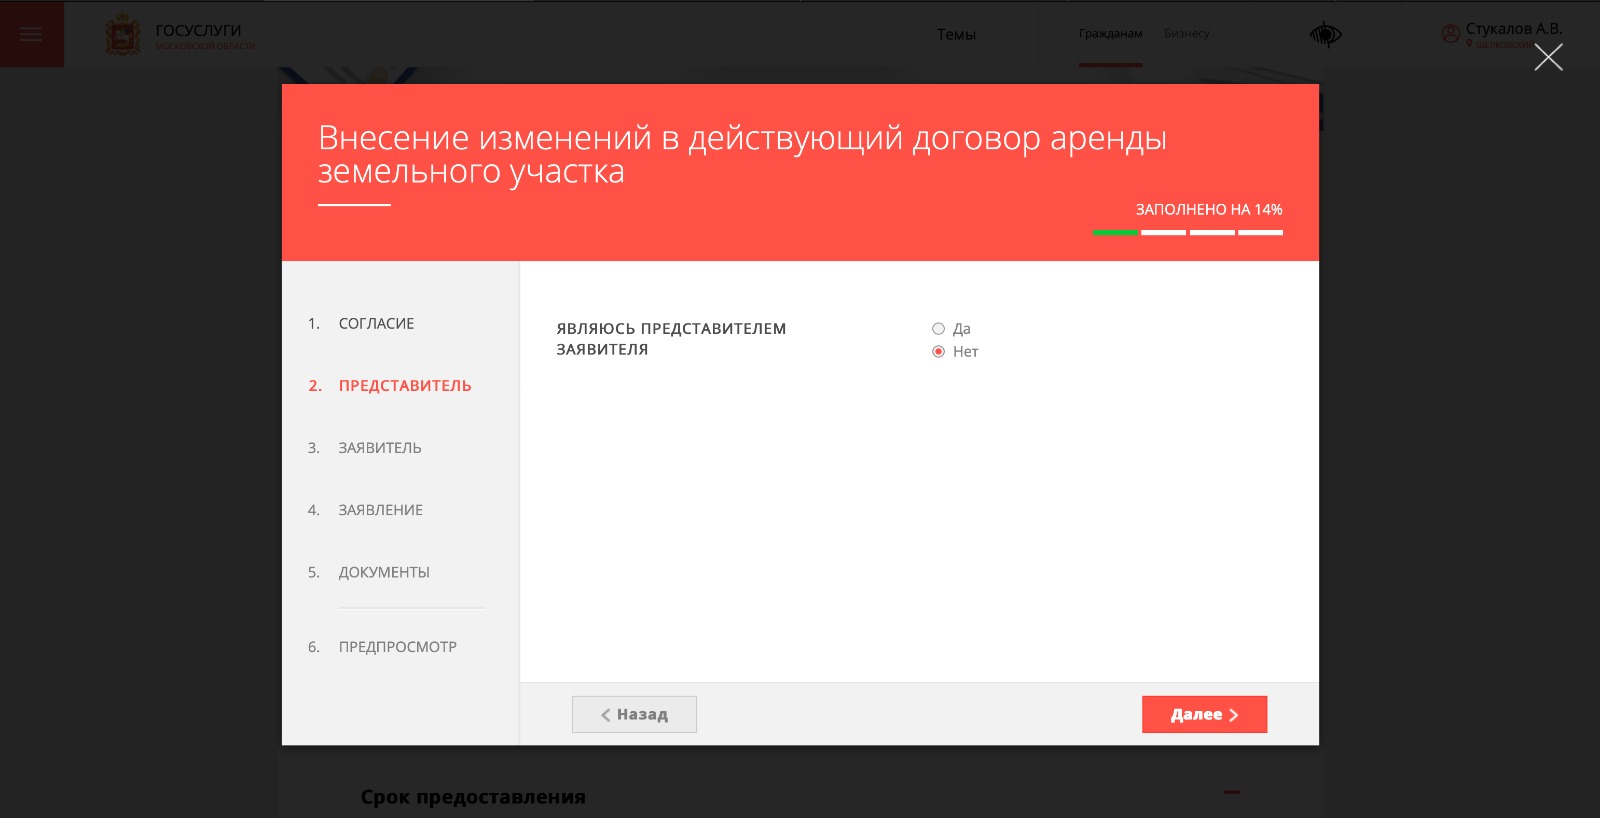 ГОСУСЛУГИ
МОСКОВСКОЙ ОБЛАСТИ
Темы
Гражданам
Бизнесу
Стукалов А.В.
ЩЕЛКОВСКИЙ
Внесение изменений в действующий договор аренды
земельного участка
ЗАПОЛНЕНО НА 14%
1. СОГЛАСИЕ
2. ПРЕДСТАВИТЕЛЬ
3. ЗАЯВИТЕЛЬ
4. ЗАЯВЛЕНИЕ
5. ДОКУМЕНТЫ
6. ПРЕДПРОСМОТР
ЯВЛЯЮСЬ ПРЕДСТАВИТЕЛЕМ
ЗАЯВИТЕЛЯ
Да
Нет
Назад
Далее
Срок предоставления